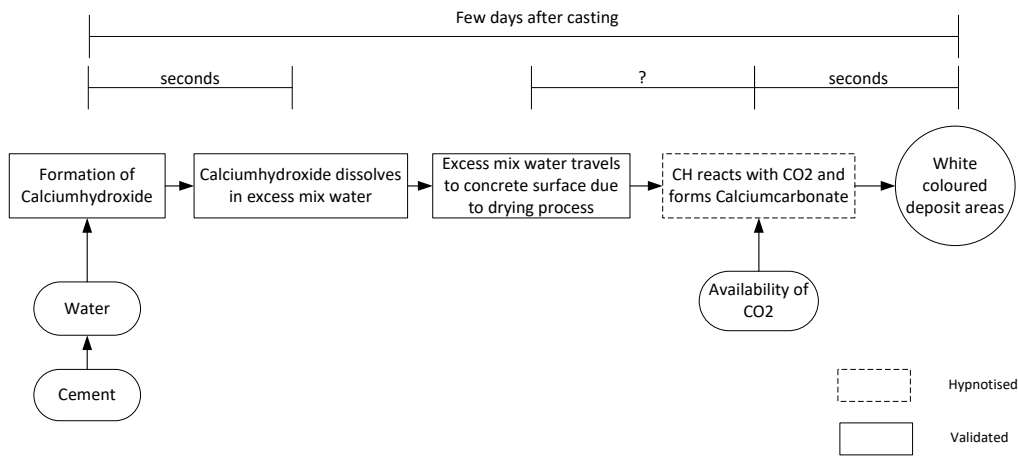 Few days after casting
seconds
?
seconds
Formation of
Calciumhydroxide
Calciumhydroxide dissolves
in excess mix water
Excess mix water travels
to concrete surface due
to drying process
CH reacts with CO2 and
forms Calciumcarbonate
White
coloured
deposit areas
Water
Availability of
CO2
Cement
Hypnotised
Validated